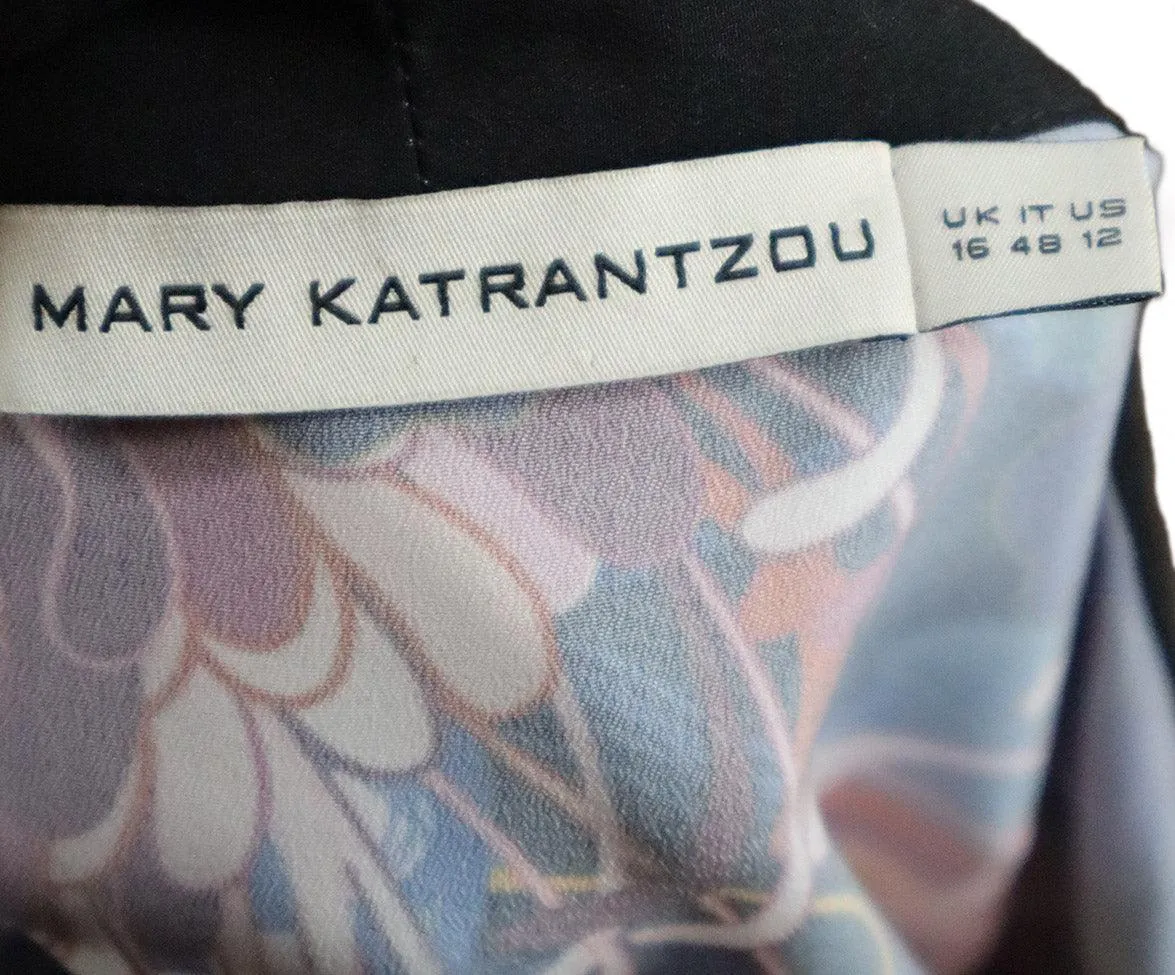 MARY KATRANTZOU
UK IT US
16 48 12